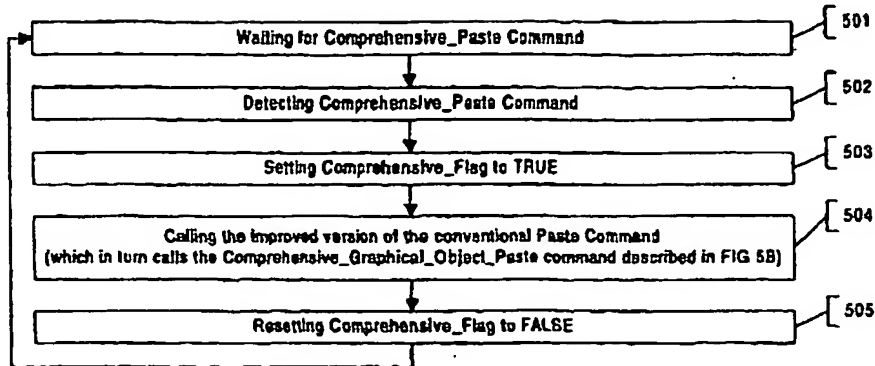 Waiting for Comprehensive_Paste Command
501
Detecting Comprehensive_Paste Command
502
Setting Comprehensive_Flag to TRUE
503
Calling the improved version of the conventional Paste Command
(which in turn calls the Comprehensive_Graphical_Object_Paste command described in FIG 5B)
504
Resetting Comprehensive_Flag to FALSE
505